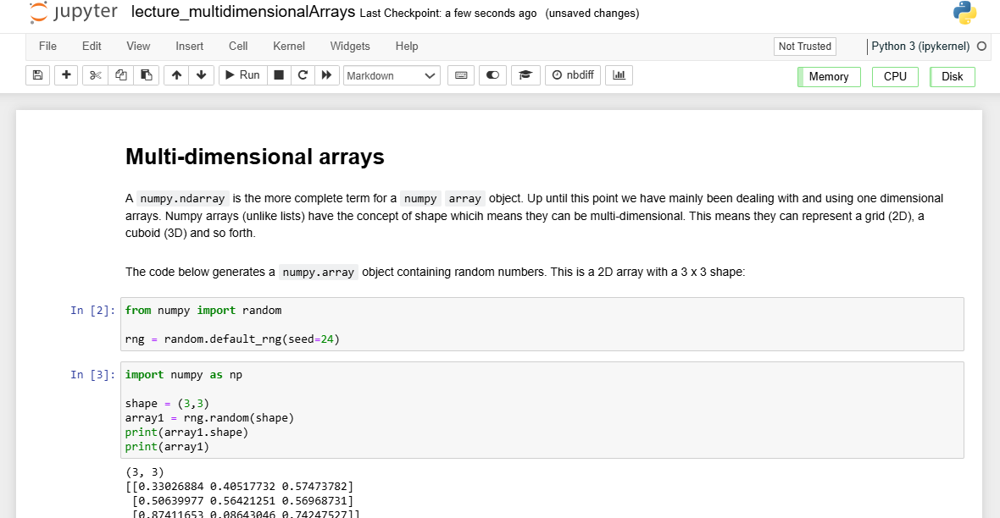 jupyter lecture_multidimensionalArrays Last Checkpoint: a few seconds ago (unsaved changes)
File Edit View Insert Cell Kernel Widgets Help Not Trusted Python 3 (ipykernel)
Run Markdown nbdiff Memory CPU Disk
Multi-dimensional arrays
A numpy.ndarray is the more complete term for a numpy array object. Up until this point we have mainly been dealing with and using one dimensional
arrays. Numpy arrays (unlike lists) have the concept of shape whicih means they can be multi-dimensional. This means they can represent a grid (2D), a
cuboid (3D) and so forth.
The code below generates a numpy.array object containing random numbers. This is a 2D array with a 3 x 3 shape:
In [2]: from numpy import random
rng = random.default_rng(seed=24)
In [3]: import numpy as np
shape = (3,3)
array1 = rng.random(shape)
print(array1.shape)
print(array1)
(3, 3)
[[0.33026884 0.40517732 0.57473782]
[0.50639977 0.56421251 0.56968731]
[0.87411653 0.08643046 0.74247527]]